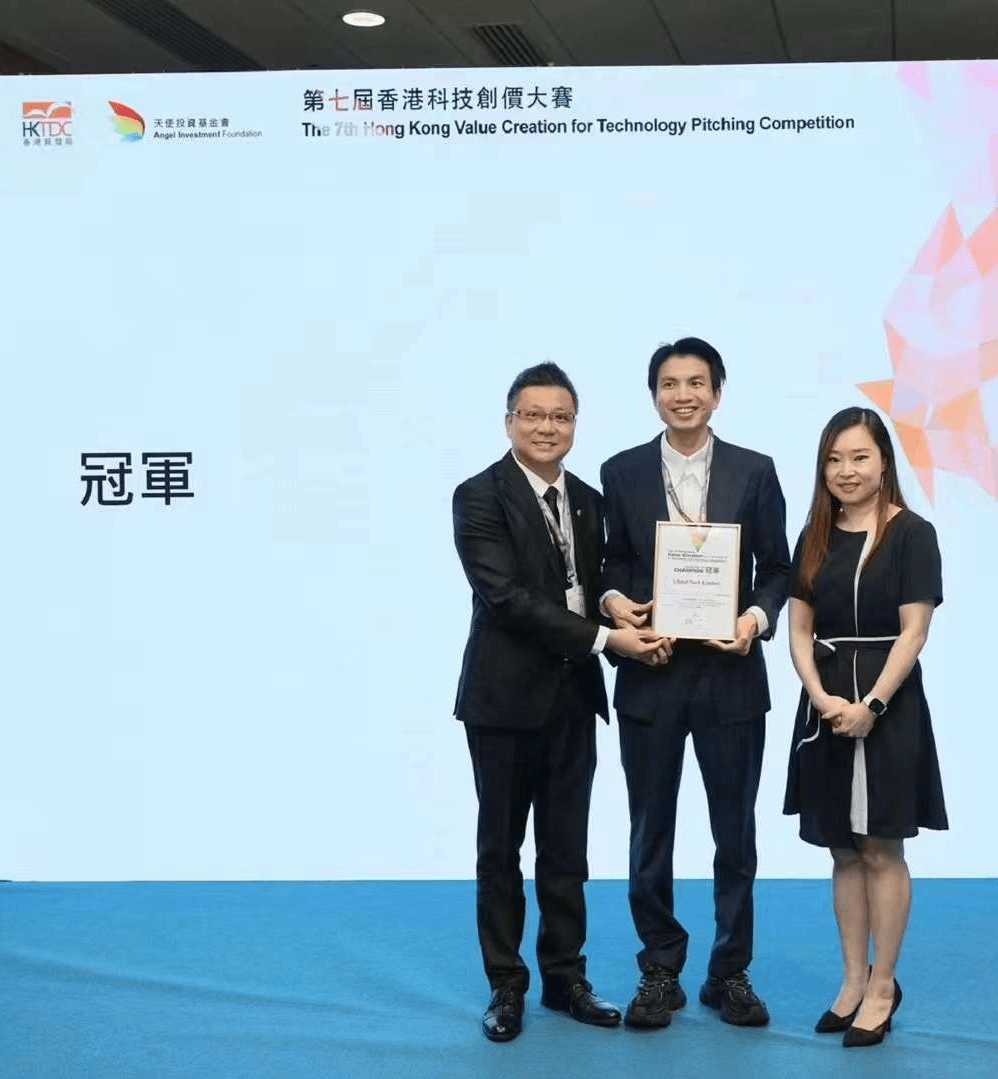 第七屆香港科技創價大賽
The 7th Hong Kong Value Creation for Technology Pitching Competition
HKTDC
香港貿發局
天使投資基金會
Angel Investment Foundation
冠軍
Value Creation
CHAMPION 冠軍